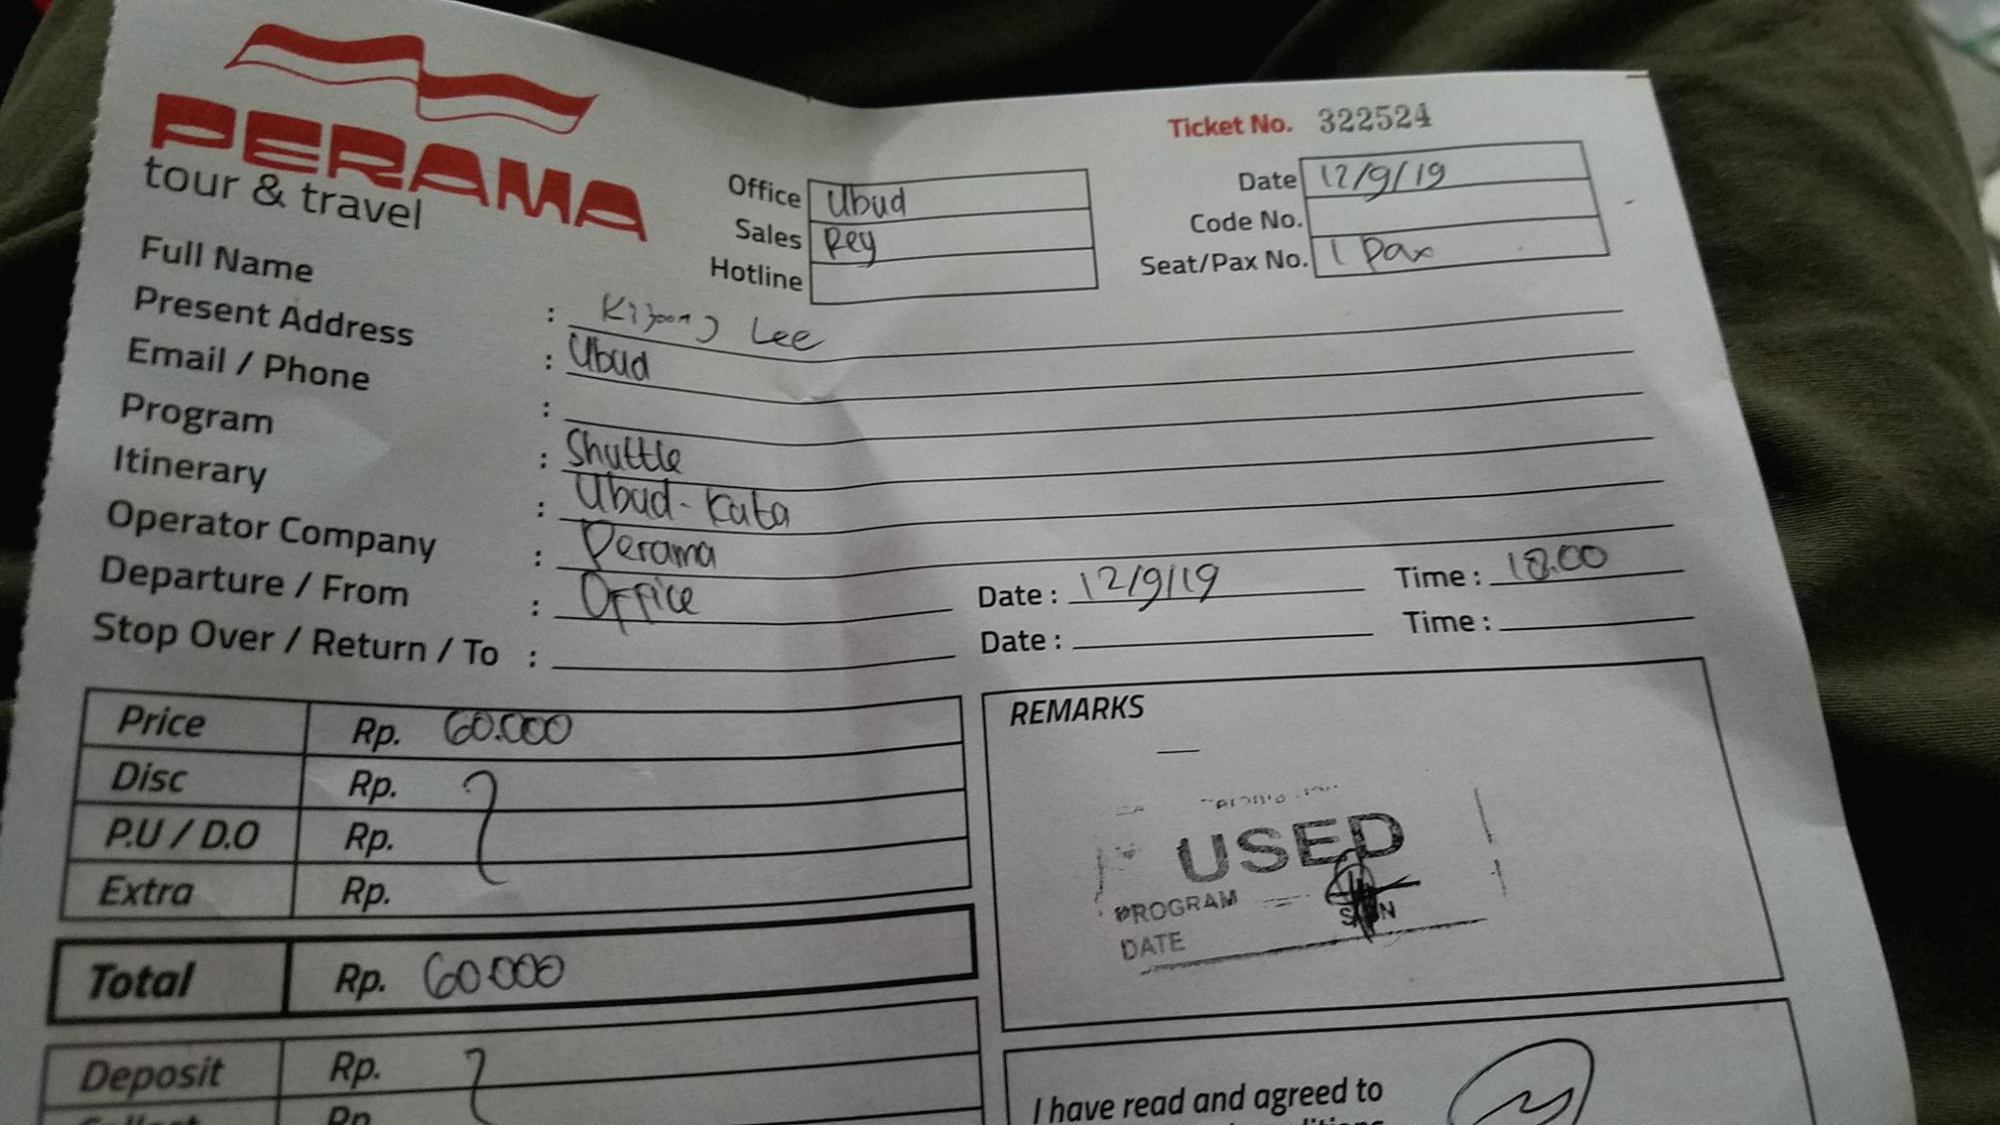 PERAMA
tour & travel
Ticket No. 322524
Office Ubud
Sales Rey
Hotline
Date 12/9/19
Code No.
Seat/Pax No. 1 Pax
Full Name : Lee
Present Address : Ubud
Email / Phone :
Program : Shuttle
Itinerary : Ubud - Kuta
Operator Company : Perama
Departure / From : Office Date : 12/9/19 Time : 18.00
Stop Over / Return / To : Date : Time :
Price Rp. 60.000
Disc Rp.
P.U / D.O Rp.
Extra Rp.
Total Rp. 60.000
Deposit Rp.
Rp
REMARKS
USED
PROGRAM
DATE
I have read and agreed to